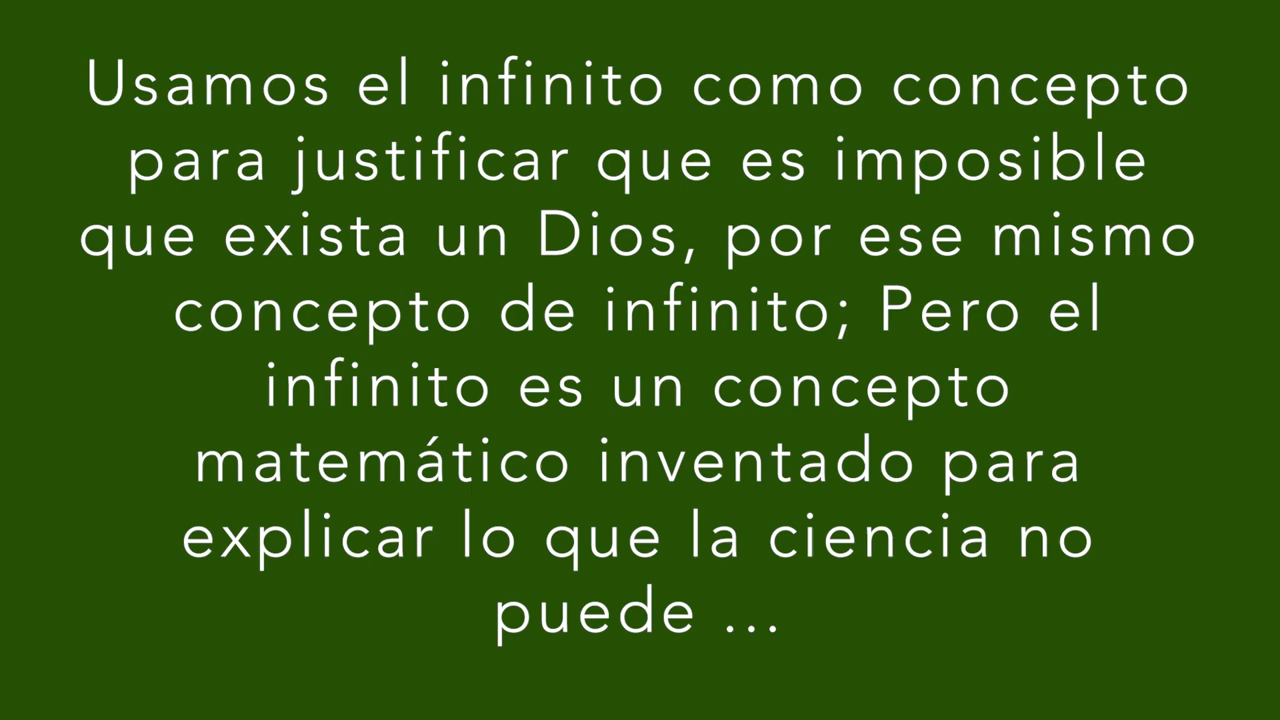 Usamos el infinito como concepto
para justificar que es imposible
que exista un Dios, por ese mismo
concepto de infinito; Pero el
infinito es un concepto
matemático inventado para
explicar lo que la ciencia no
puede ...